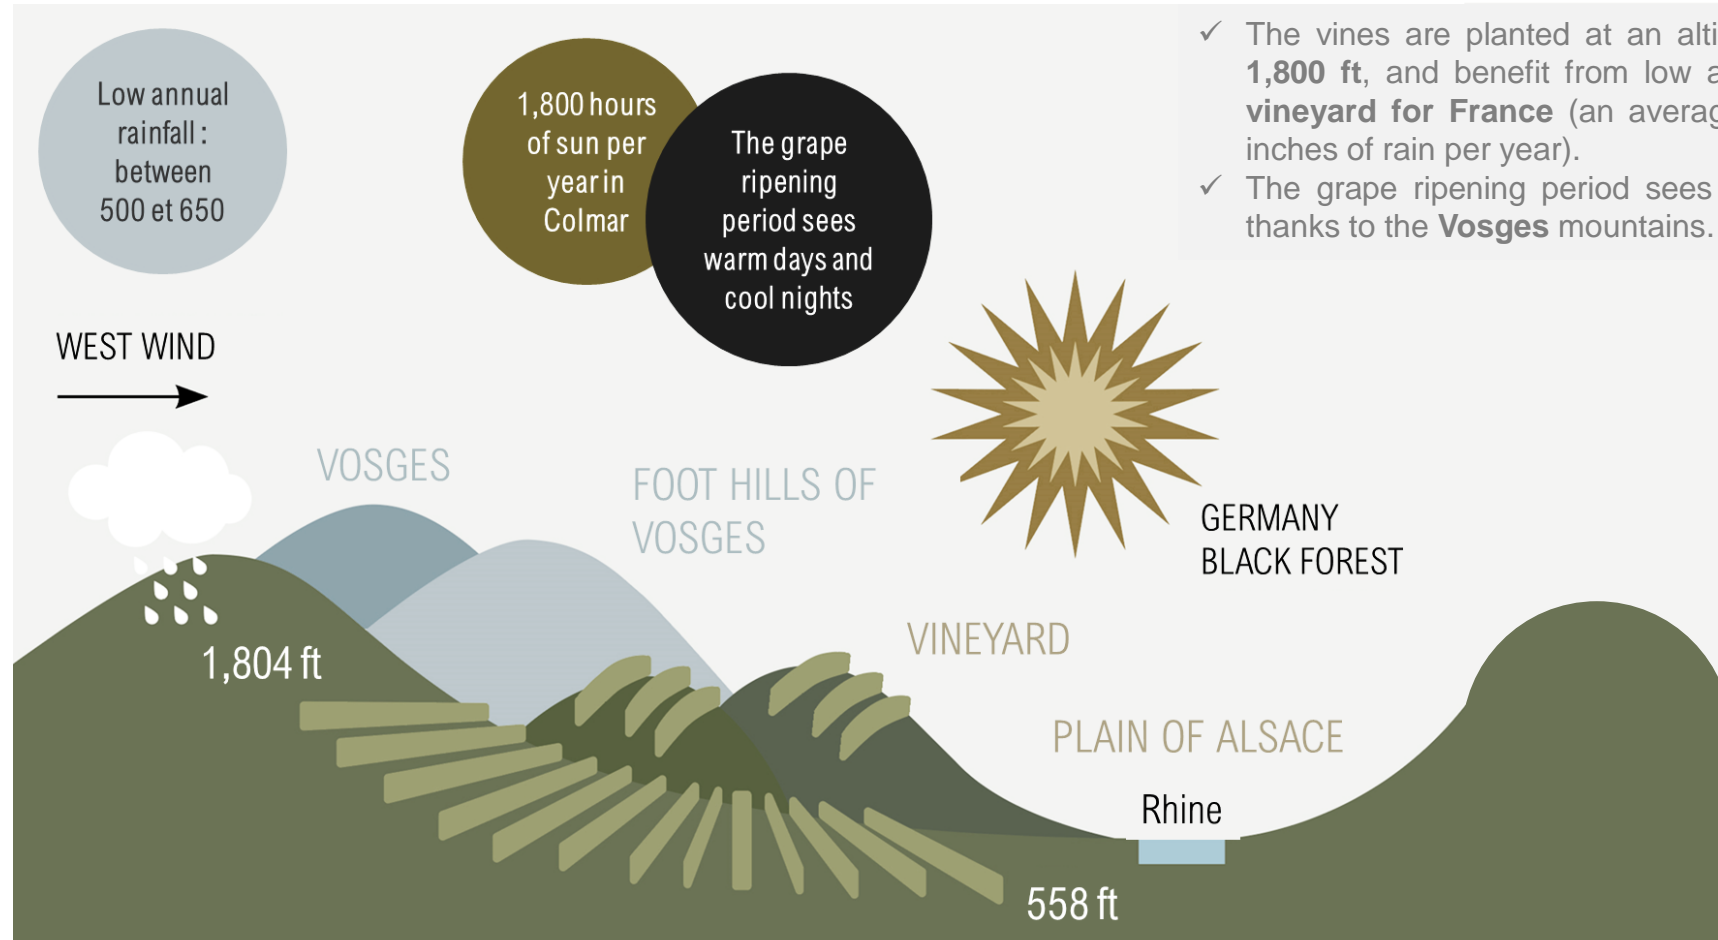 Low annual
rainfall :
between
500 et 650
1,800 hours
of sun per
year in
Colmar
The grape
ripening
period sees
warm days and
cool nights
✓ The vines are planted at an
1,800 ft, and benefit from low
vineyard for France (an
inches of rain per year).
✓ The grape ripening period sees
thanks to the Vosges mountains.
WEST WIND
VOSGES
FOOT HILLS OF
VOSGES
GERMANY
BLACK FOREST
1,804 ft
VINEYARD
PLAIN OF ALSACE
Rhine
558 ft